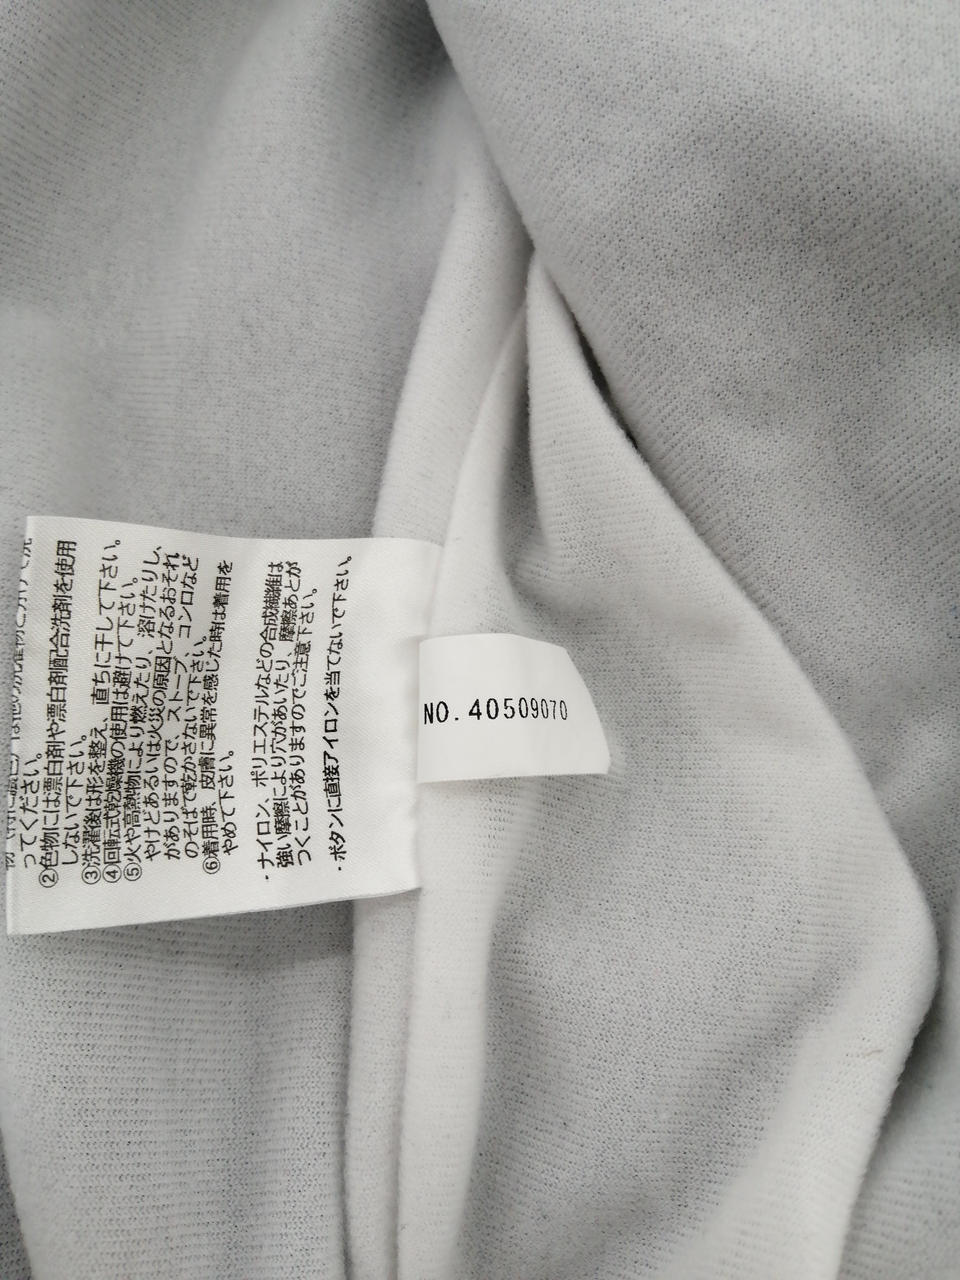 ってください。
②色物には漂白剤や漂白剤配合洗剤を使用
しないで下さい。
③洗濯後は形を整え、直ちに干して下さい。
④回転式乾燥機の使用は避けて下さい。
⑤火や高熱物により燃えたり、溶けたりし、
やけどあるいは火災の原因となるおそれ
がありますので、ストーブ、コンロなど
のそばで乾かさないで下さい。
⑥着用時、皮膚に異常を感じた時は着用を
やめて下さい。
・ナイロン、ポリエステルなどの合成繊維は
強い摩擦により穴があいたり、摩擦あとが
つくことがありますのでご注意下さい。
・ボタンに直接アイロンを当てないで下さい。
NO. 40509070